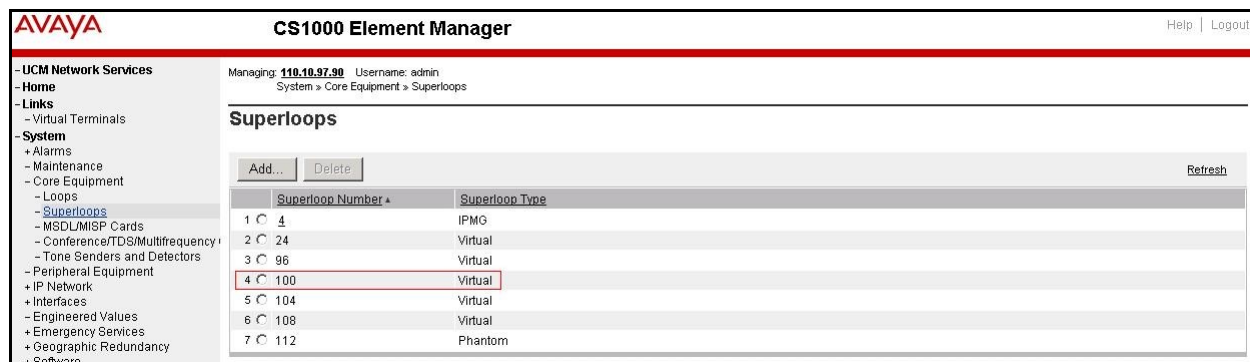 AVAYA
CS1000 Element Manager
Help | Logout
- UCM Network Services
- Home
- Links
- Virtual Terminals
- System
+ Alarms
- Maintenance
- Core Equipment
- Loops
- Superloops
- MSDL/MISP Cards
- Conference/TDS/Multifrequency
- Tone Senders and Detectors
- Peripheral Equipment
+ IP Network
+ Interfaces
- Engineered Values
+ Emergency Services
+ Geographic Redundancy
+ Software
Managing: 110.10.97.90 Username: admin
System » Core Equipment » Superloops
Superloops
Add... Delete Refresh
Superloop Number Superloop Type
1 4 IPMG
2 24 Virtual
3 96 Virtual
4 100 Virtual
5 104 Virtual
6 108 Virtual
7 112 Phantom